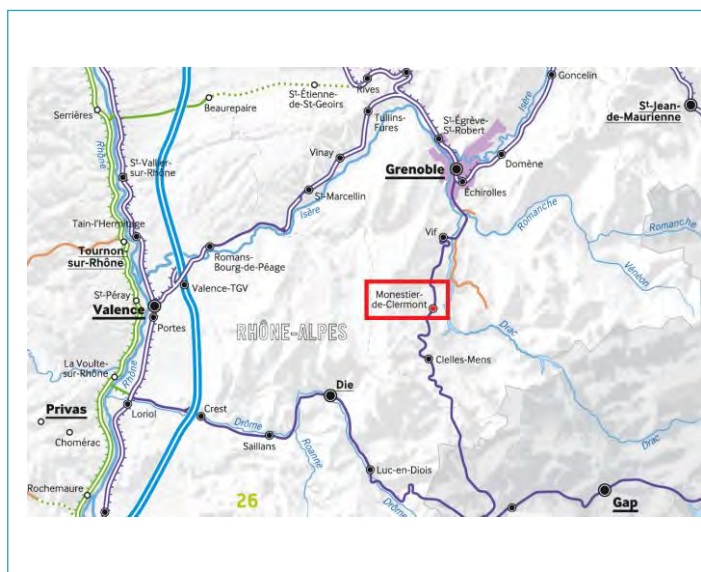 Goncelin
Rives
St-Étienne-
de-St-Geoirs
Beaurepaire
Serrières
Tullins-
Fures
St-Égrève-
St-Robert
Isère
St-Jean-
de-Maurienne
Rhône
Vinay
Grenoble
Domène
Échirolles
St-Vallier-
sur-Rhône
St-Marcellin
Isère
Romanche
Romanche
Vénéon
Tain-l'Hermitage
Tournon-
sur-Rhône
Romans-
Bourg-de-Péage
Vif
St-Péray
Valence-TGV
Monestier-
de-Clermont
Valence
Portes
RHÔNE-ALPES
Drac
La Voulte-
sur-Rhône
Rhône
Clelles-Mens
Privas
Loriol
Crest
Die
Drôme
Chomérac
Saillans
Roanne
Drac
Luc-en-Diois
Rochemaure
26
Drôme
Gap